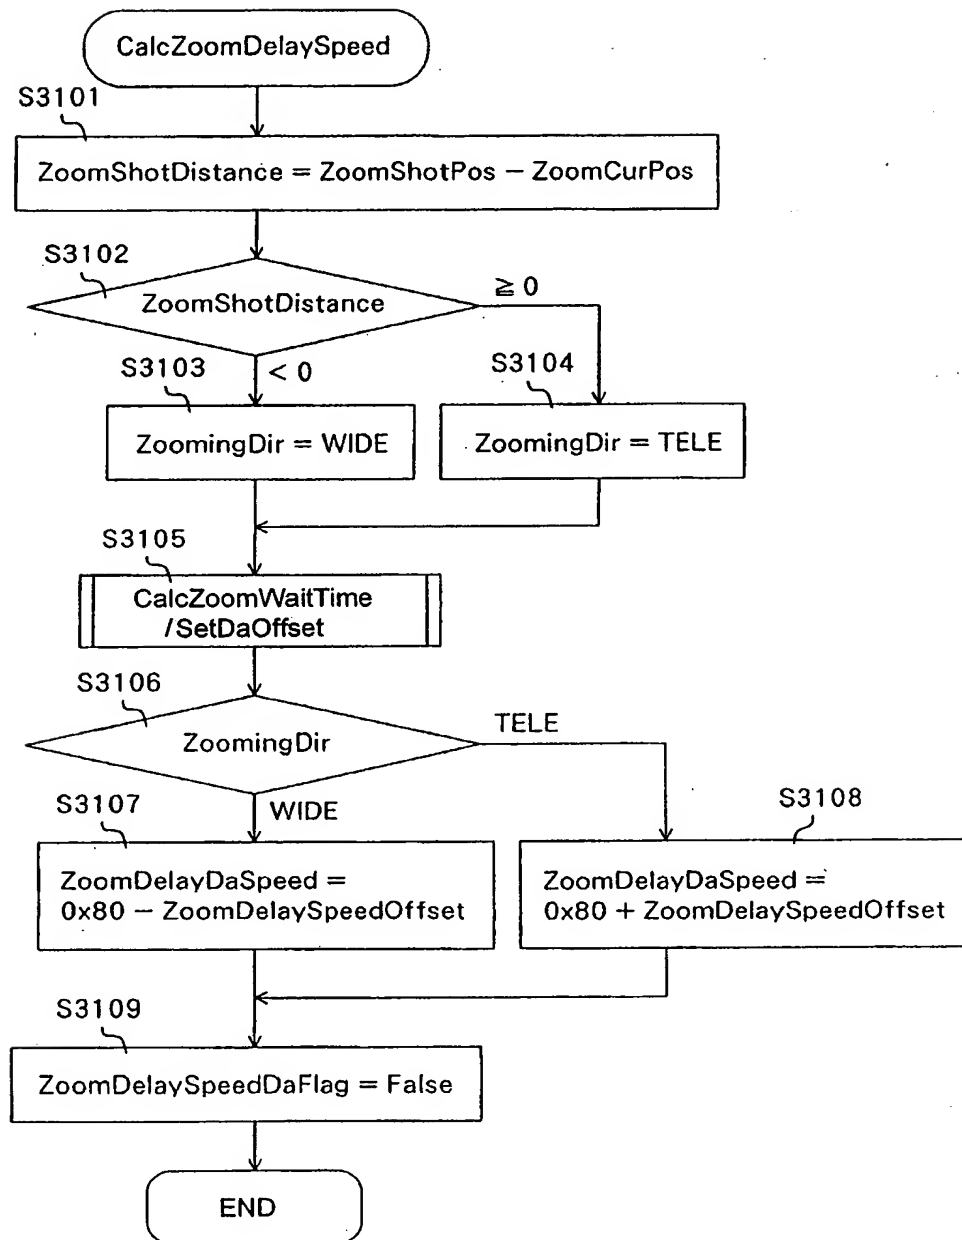 CalcZoomDelaySpeed
S3101
ZoomShotDistance = ZoomShotPos − ZoomCurPos
S3102
ZoomShotDistance
≧ 0
< 0
S3103
ZoomingDir = WIDE
S3104
ZoomingDir = TELE
S3105
CalcZoomWaitTime
/SetDaOffset
S3106
ZoomingDir
TELE
WIDE
S3107
ZoomDelayDaSpeed =
0x80 − ZoomDelaySpeedOffset
S3108
ZoomDelayDaSpeed =
0x80 + ZoomDelaySpeedOffset
S3109
ZoomDelaySpeedDaFlag = False
END